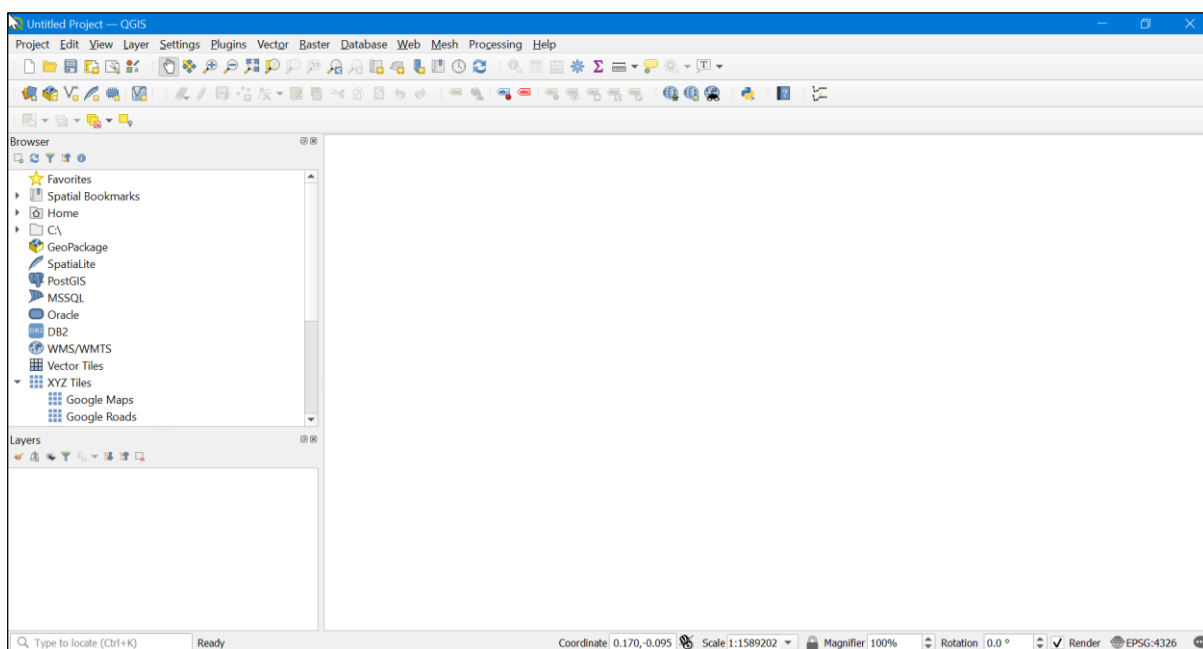 Untitled Project — QGIS
Project Edit View Layer Settings Plugins Vector Raster Database Web Mesh Processing Help
Browser
Favorites
Spatial Bookmarks
Home
C:\
GeoPackage
SpatiaLite
PostGIS
MSSQL
Oracle
DB2
DB2
WMS/WMTS
Vector Tiles
XYZ Tiles
Google Maps
Google Roads
Layers
Type to locate (Ctrl+K) Ready Coordinate 0.170,-0.095 Scale 1:1589202 Magnifier 100% Rotation 0.0 ° Render EPSG:4326